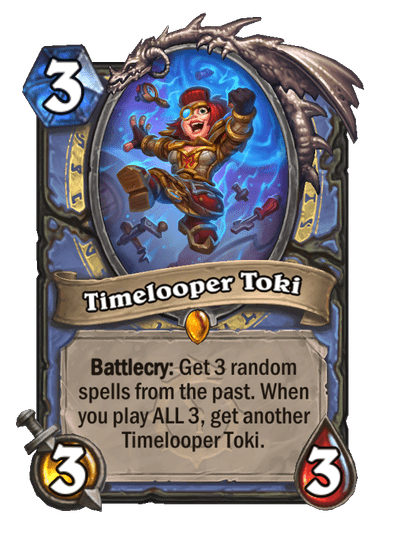 3
Timelooper Toki
Battlecry: Get 3 random
spells from the past. When
you play ALL 3, get another
Timelooper Toki.
3
3